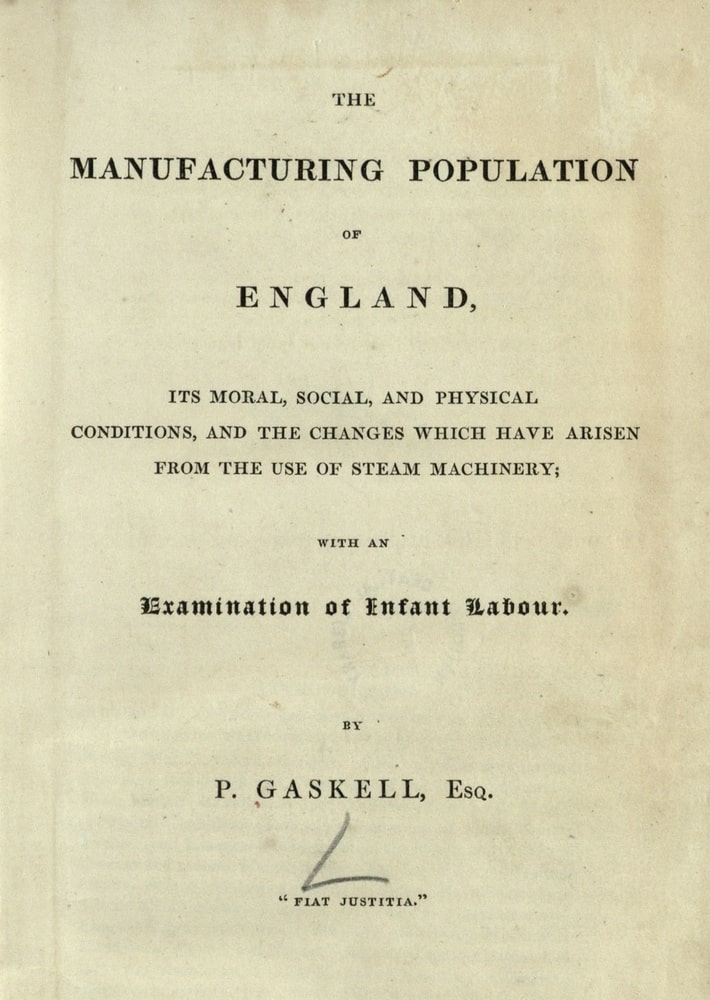 THE
MANUFACTURING POPULATION
OF
ENGLAND,
ITS MORAL, SOCIAL, AND PHYSICAL
CONDITIONS, AND THE CHANGES WHICH HAVE ARISEN
FROM THE USE OF STEAM MACHINERY;
WITH AN
Examination of Infant Labour.
BY
P. GASKELL, Esq.
L
“ FIAT JUSTITIA.”